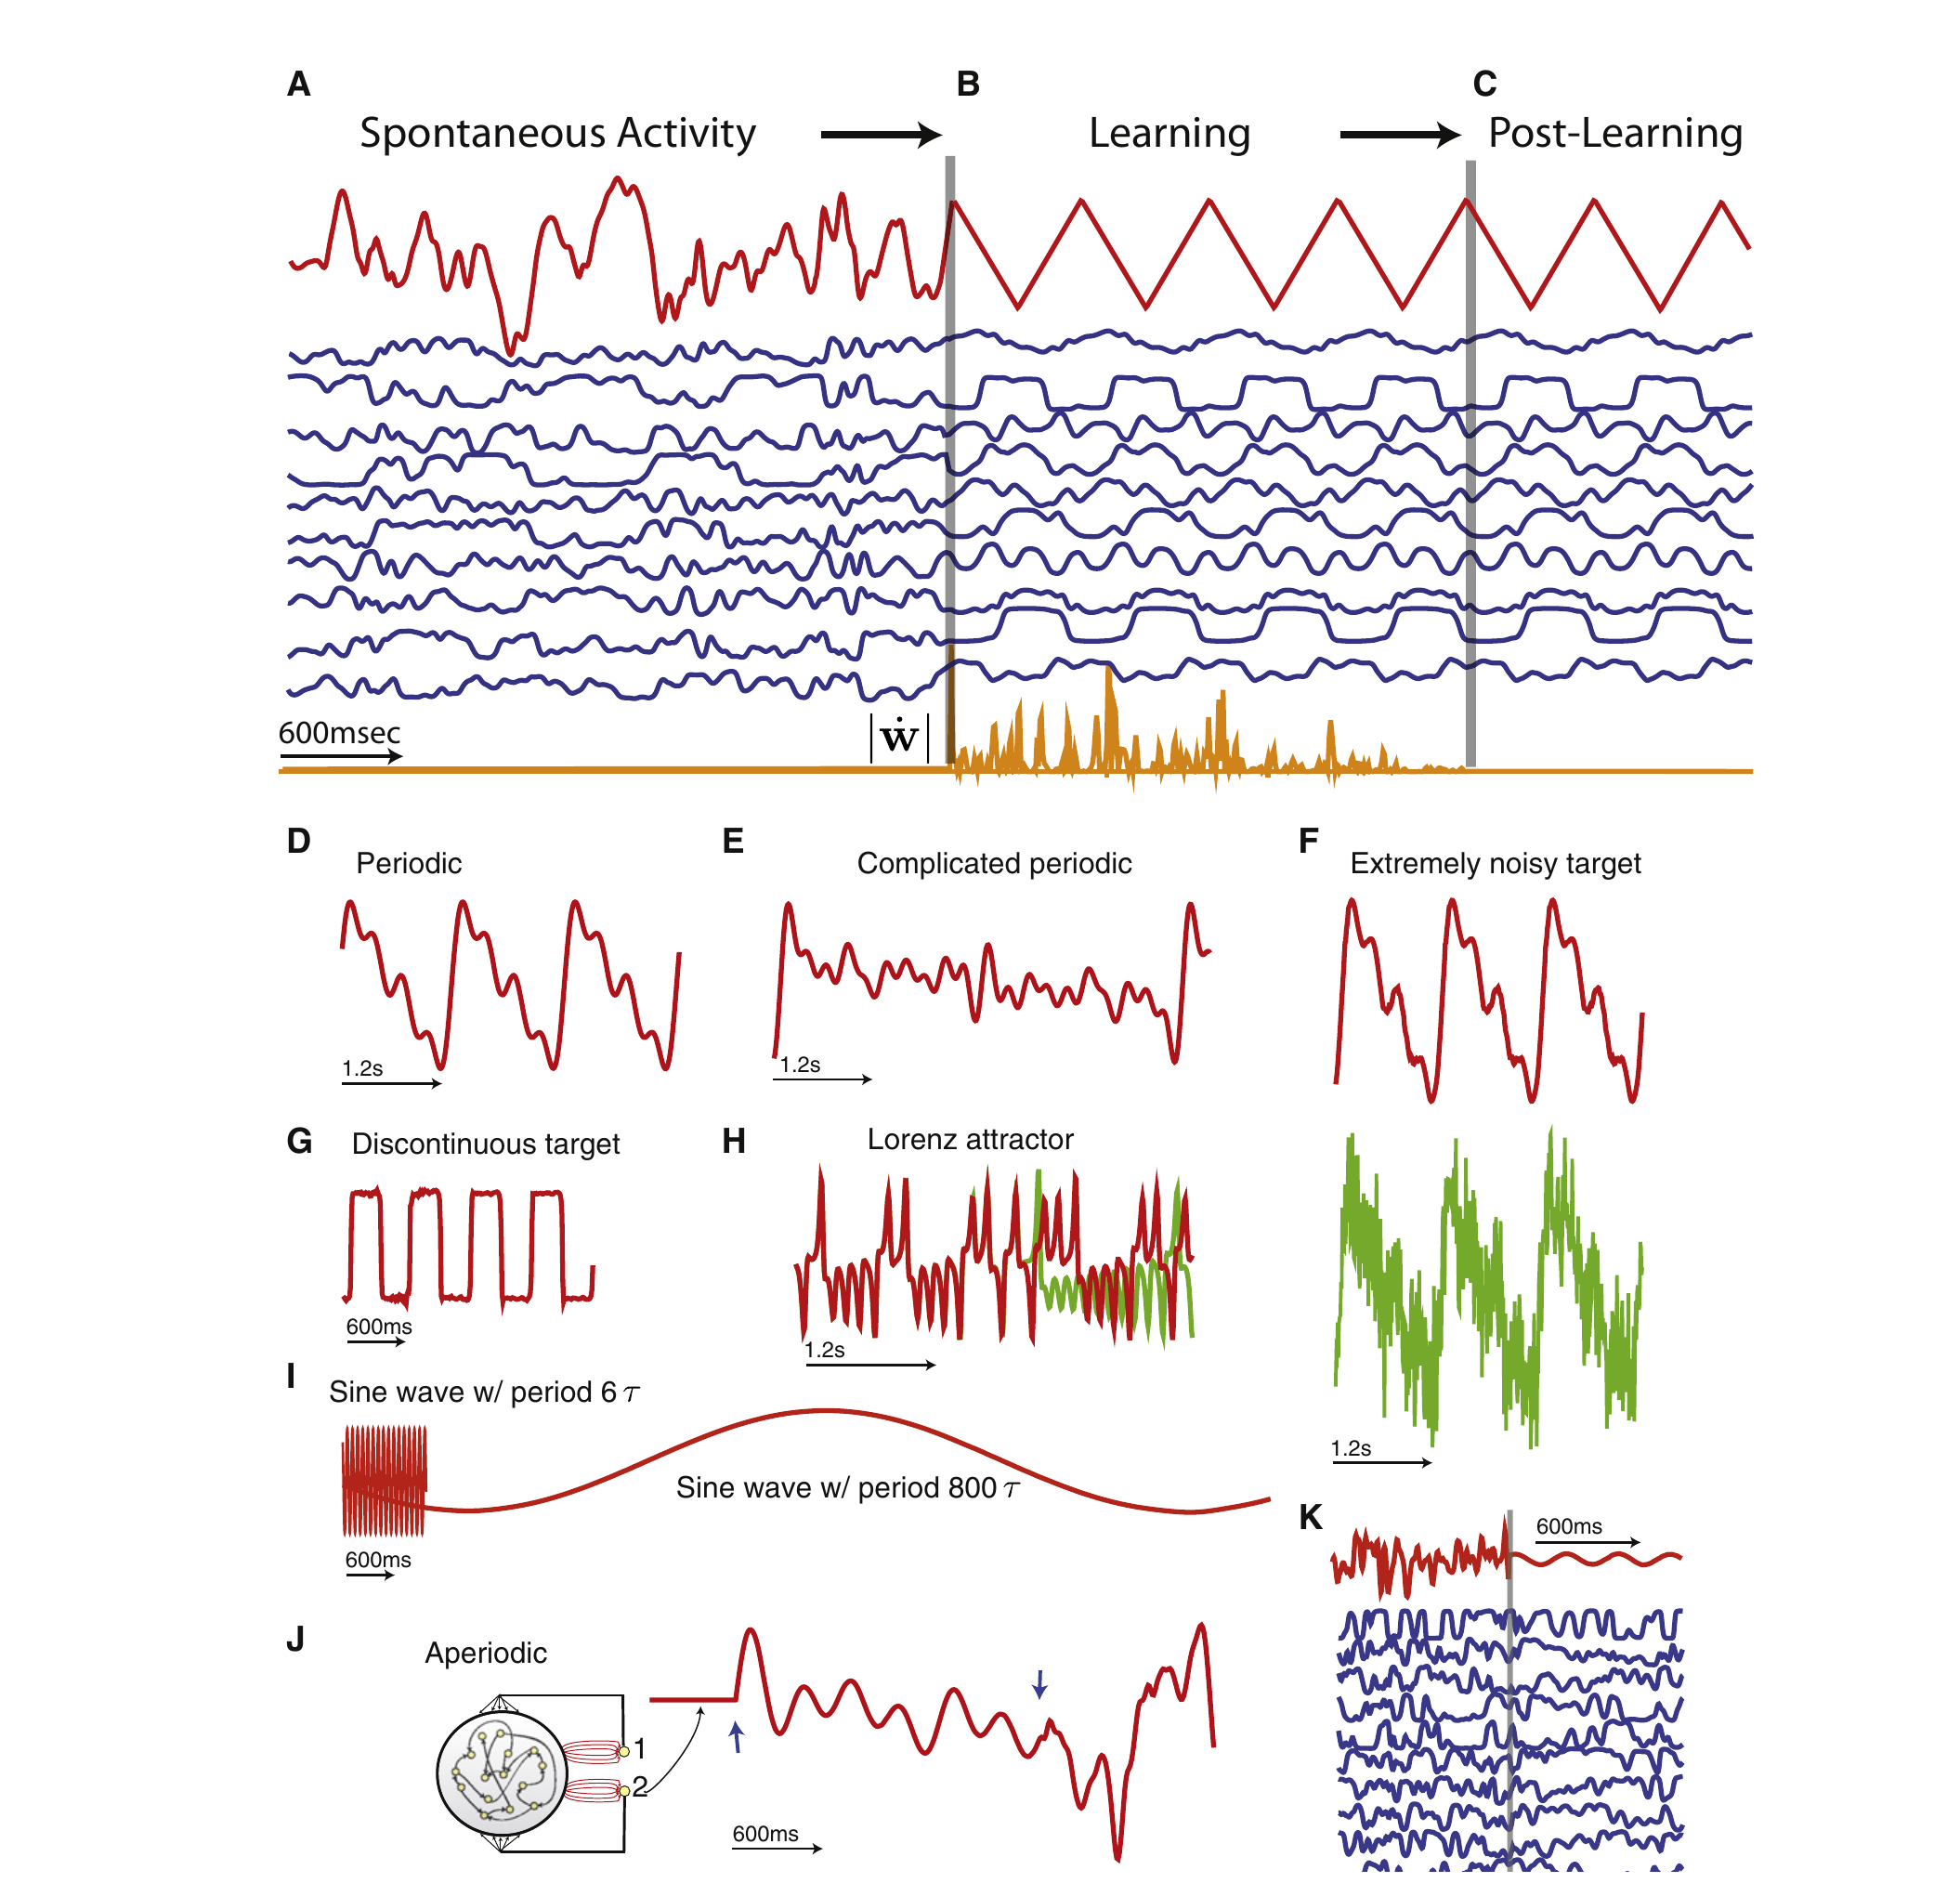 A
B
C
Spontaneous Activity
Learning
Post-Learning
600msec
|ẇ|
D
Periodic
1.2s
E
Complicated periodic
1.2s
F
Extremely noisy target
1.2s
G
Discontinuous target
600ms
H
Lorenz attractor
1.2s
I
Sine wave w/ period 6 τ
Sine wave w/ period 800 τ
600ms
J
Aperiodic
1
2
600ms
K
600ms